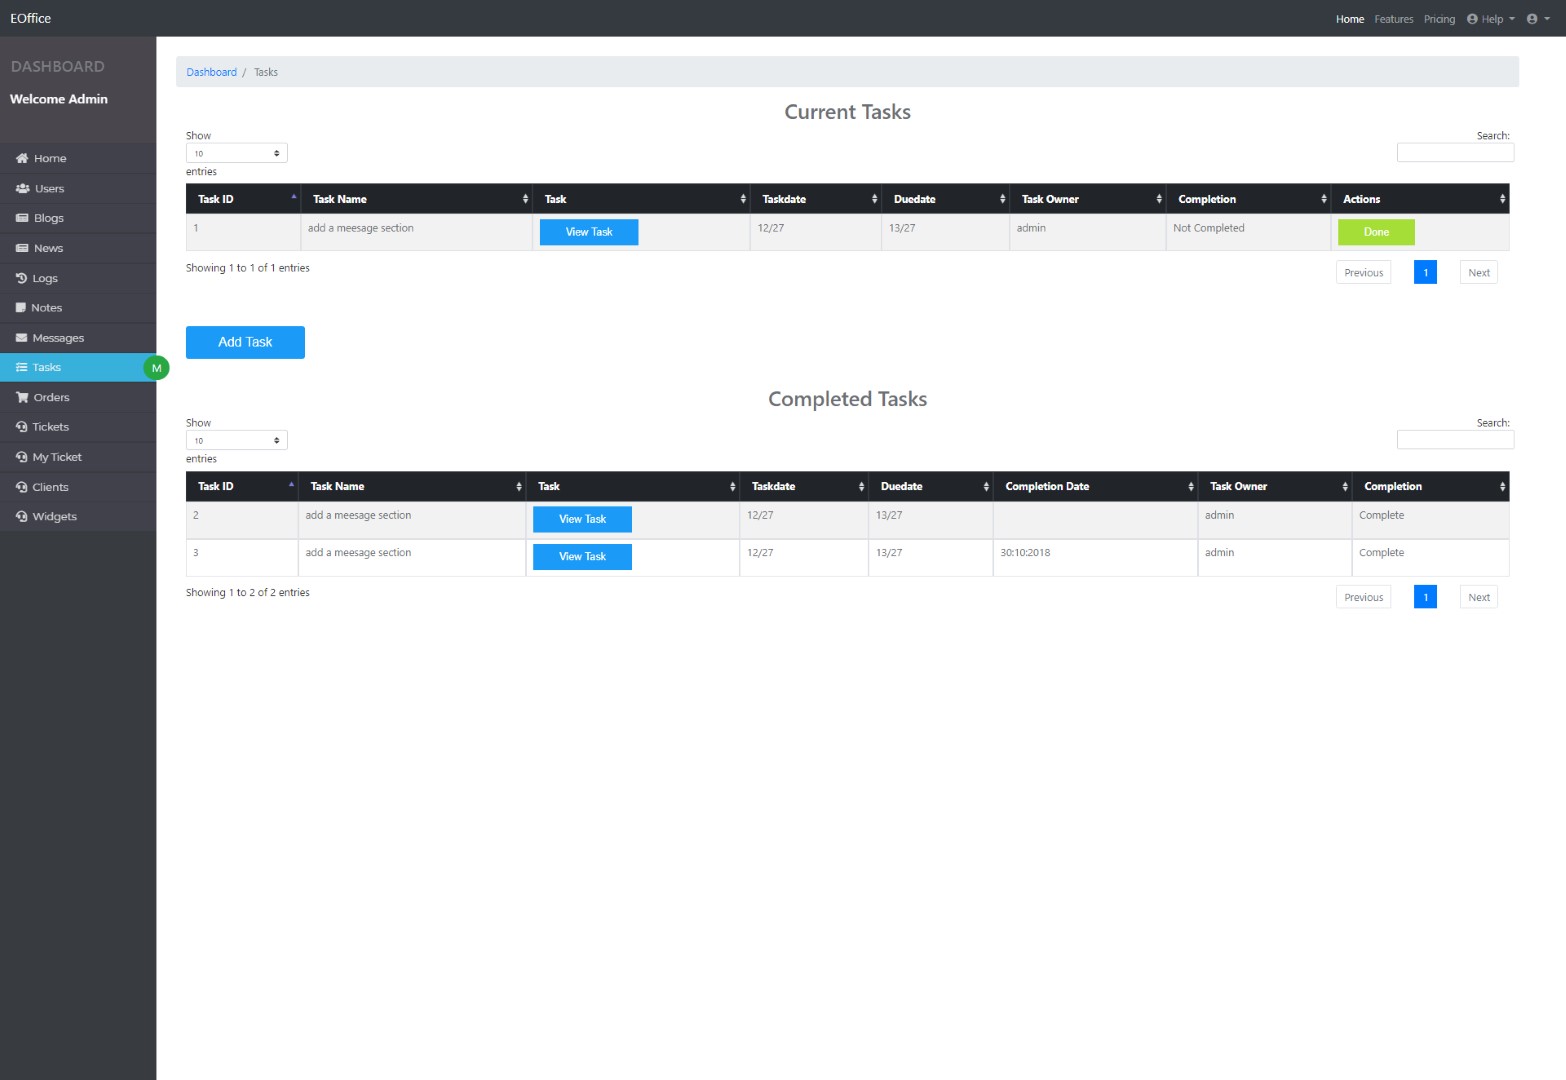 EOffice
Home Features Pricing Help
DASHBOARD
Welcome Admin
Home
Users
Blogs
News
Logs
Notes
Messages
Tasks
M
Orders
Tickets
My Ticket
Clients
Widgets
Dashboard / Tasks
Current Tasks
Show
10
entries
Search:
Task ID Task Name Task Taskdate Duedate Task Owner Completion Actions
1 add a meesage section View Task 12/27 13/27 admin Not Completed Done
Showing 1 to 1 of 1 entries
Previous 1 Next
Add Task
Completed Tasks
Show
10
entries
Search:
Task ID Task Name Task Taskdate Duedate Completion Date Task Owner Completion
2 add a meesage section View Task 12/27 13/27 admin Complete
3 add a meesage section View Task 12/27 13/27 30:10:2018 admin Complete
Showing 1 to 2 of 2 entries
Previous 1 Next